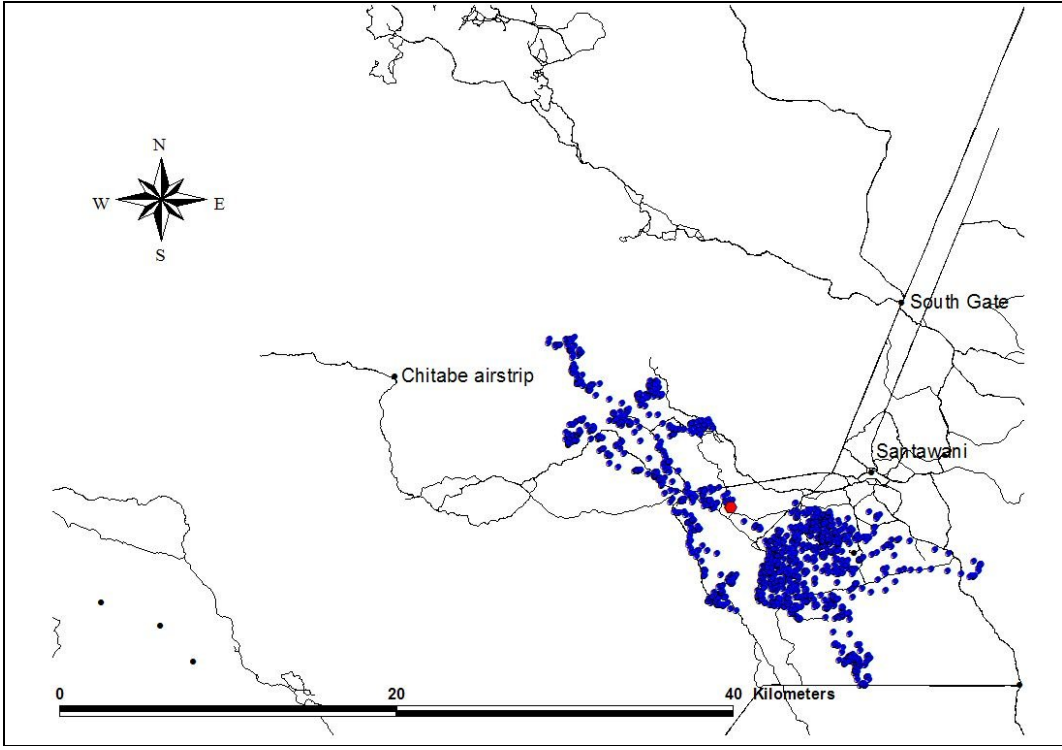 N
W E
S
South Gate
Chitabe airstrip
Santawani
0 20 40 Kilometers